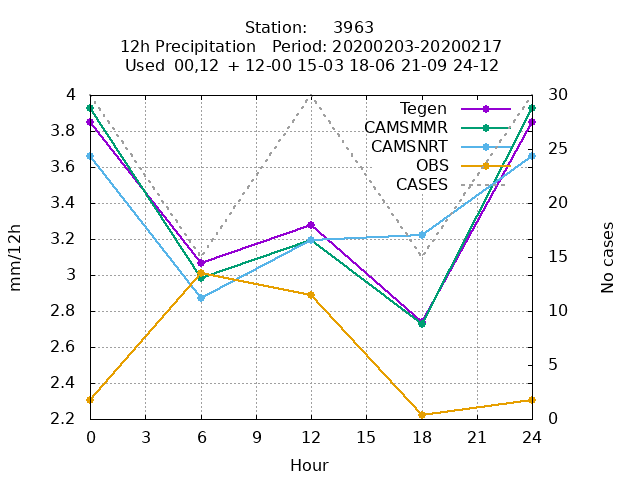 Station:     3963
12h Precipitation   Period: 20200203-20200217
Used  00,12  + 12-00 15-03 18-06 21-09 24-12
4
3.8
3.6
3.4
3.2
3
2.8
2.6
2.4
2.2
mm/12h
30
25
20
15
10
5
0
No cases
Tegen
CAMSMMR
CAMSNRT
OBS
CASES
0 3 6 9 12 15 18 21 24
Hour